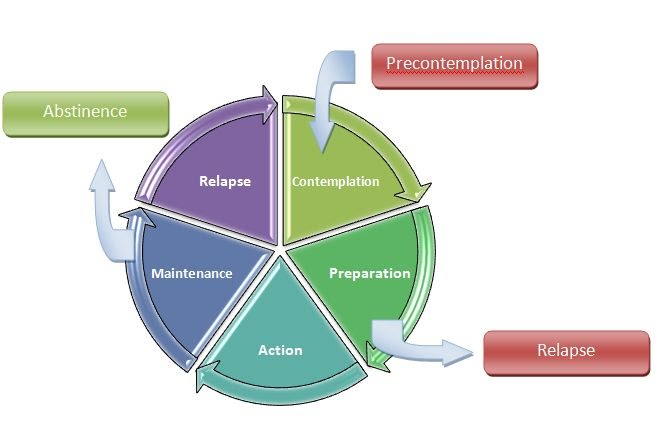 Precontemplation
Abstinence
Relapse
Contemplation
Maintenance
Preparation
Action
Relapse